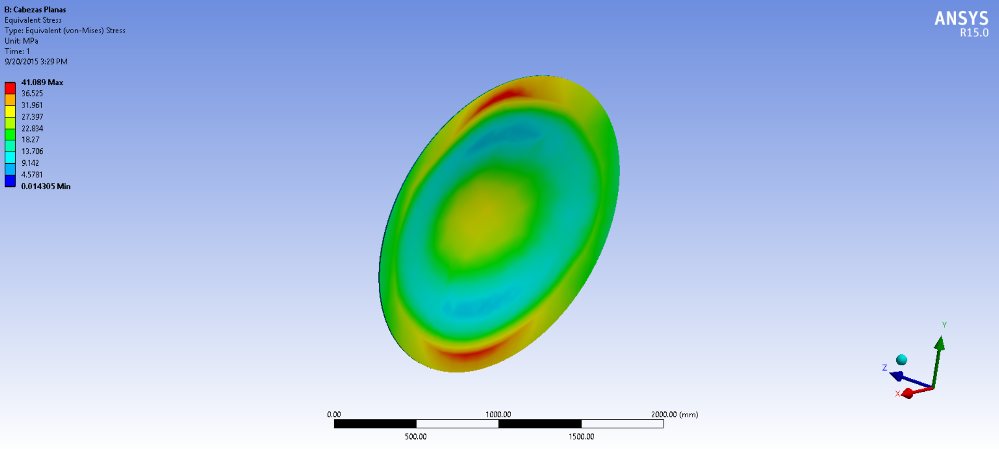 B: Cabezas Planas
Equivalent Stress
Type: Equivalent (von-Mises) Stress
Unit: MPa
Time: 1
9/20/2015 3:29 PM
ANSYS
R15.0
41.089 Max
36.525
31.961
27.397
22.834
18.27
13.706
9.142
4.5781
0.014305 Min
Y
Z
X
0.00 1000.00 2000.00 (mm)
500.00 1500.00